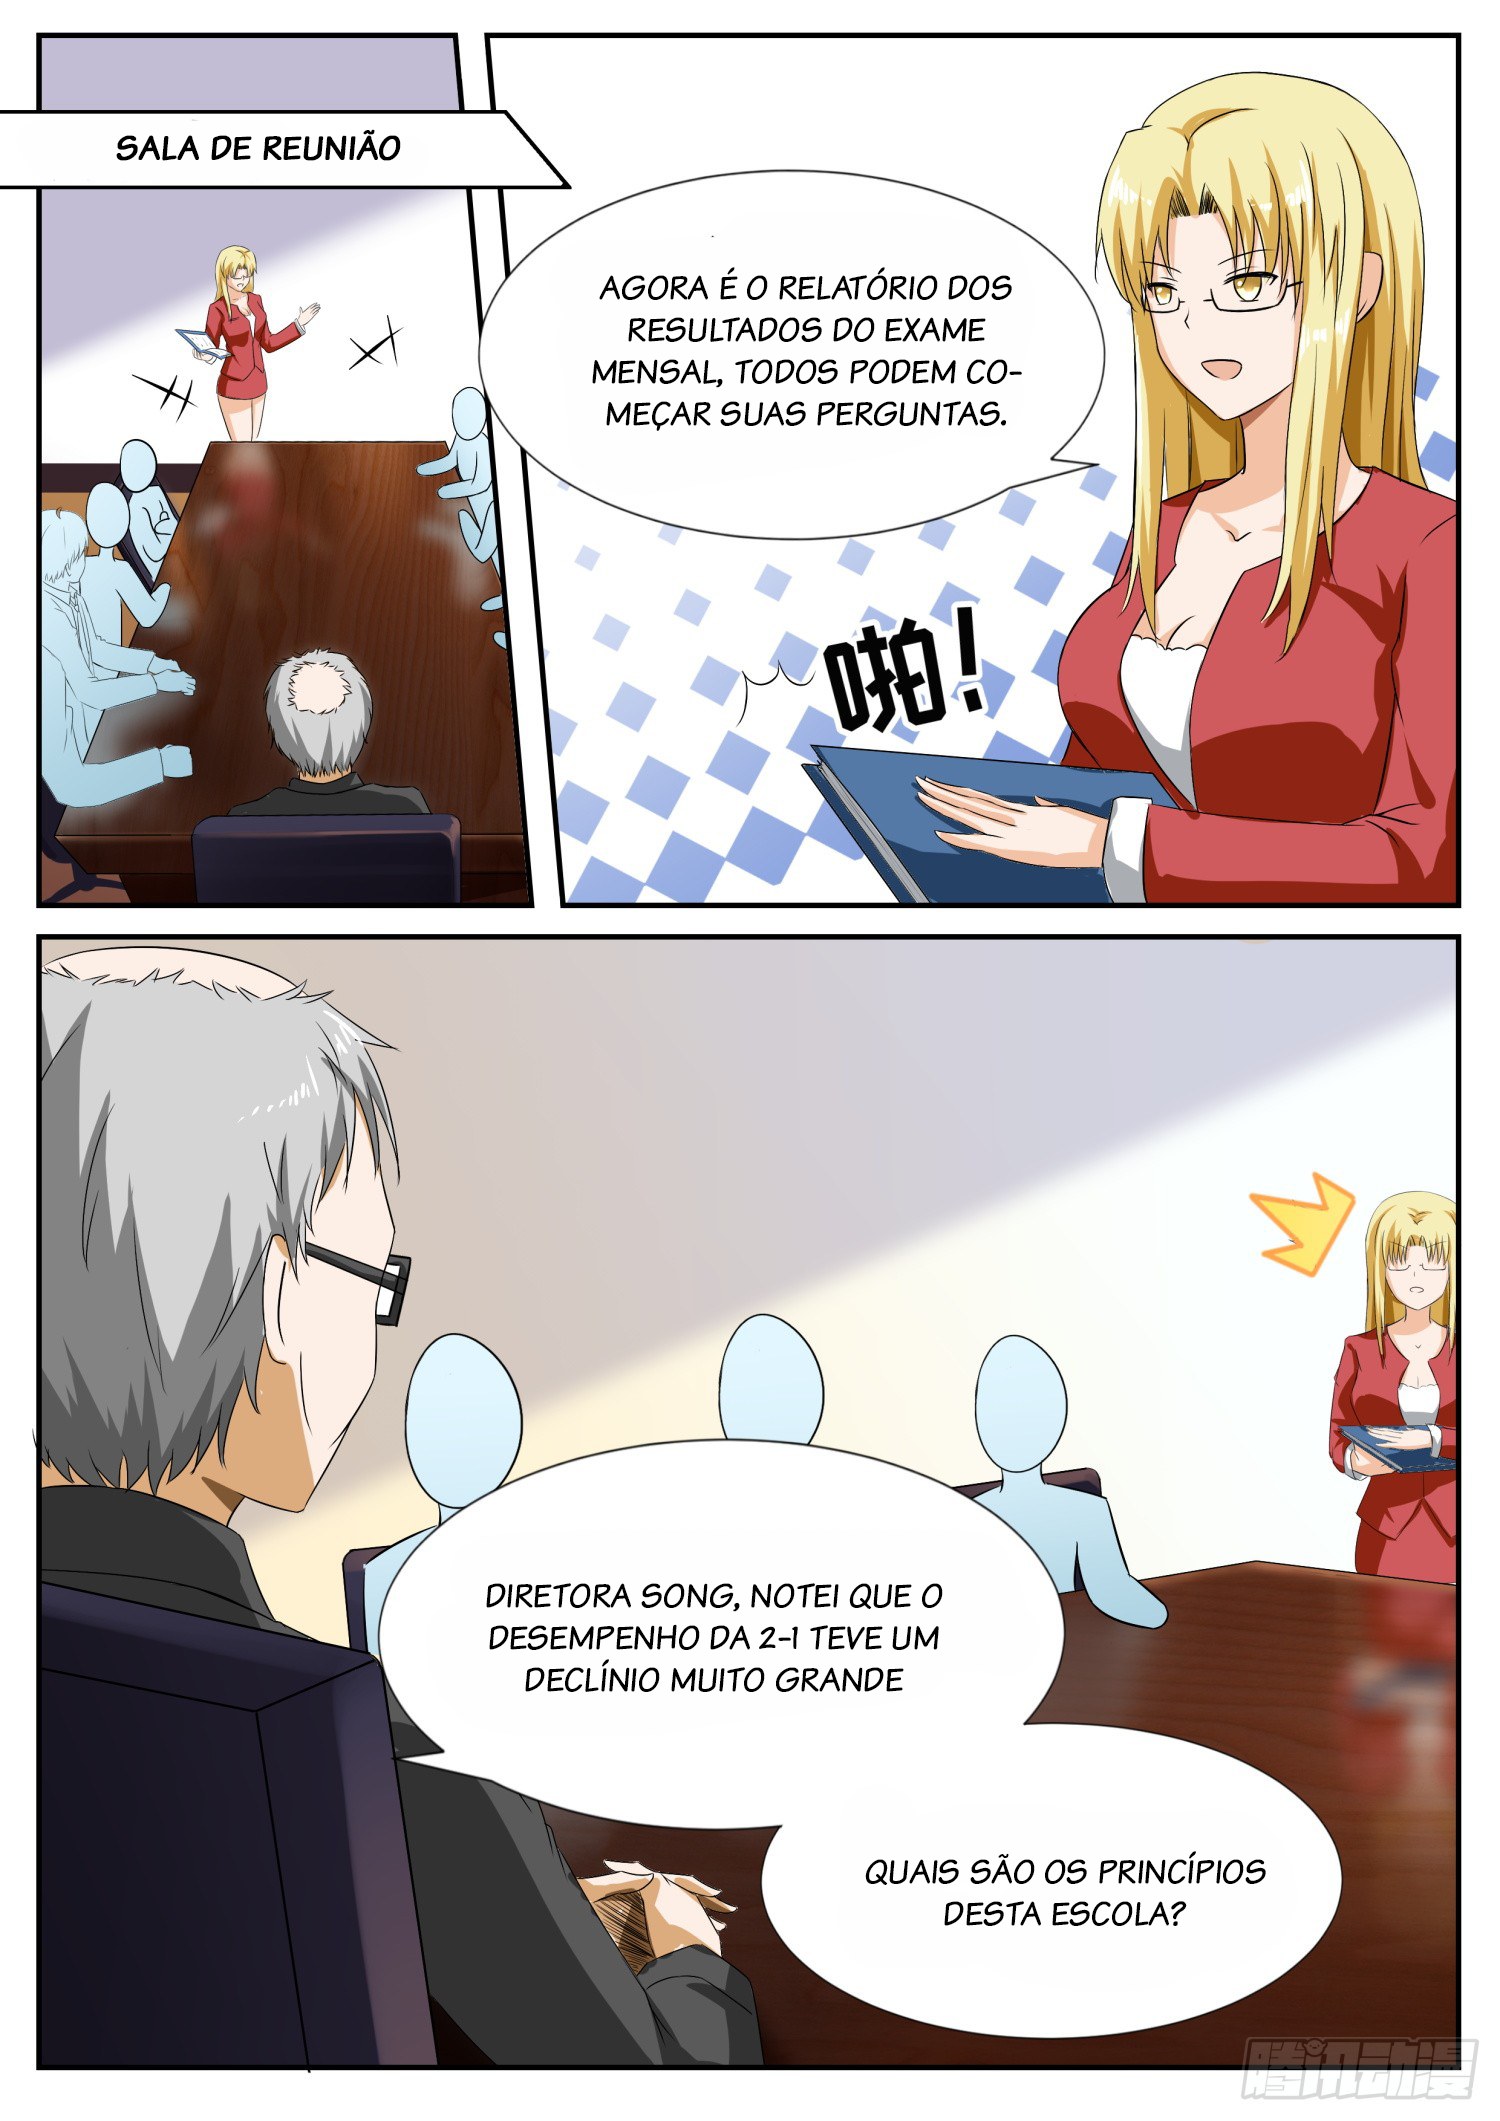 SALA DE REUNIÃO
AGORA É O RELATÓRIO DOS
RESULTADOS DO EXAME
MENSAL, TODOS PODEM CO-
MEÇAR SUAS PERGUNTAS.
啪!
DIRETORA SONG, NOTEI QUE O
DESEMPENHO DA 2-1 TEVE UM
DECLÍNIO MUITO GRANDE
QUAIS SÃO OS PRINCÍPIOS
DESTA ESCOLA?
腾讯动漫